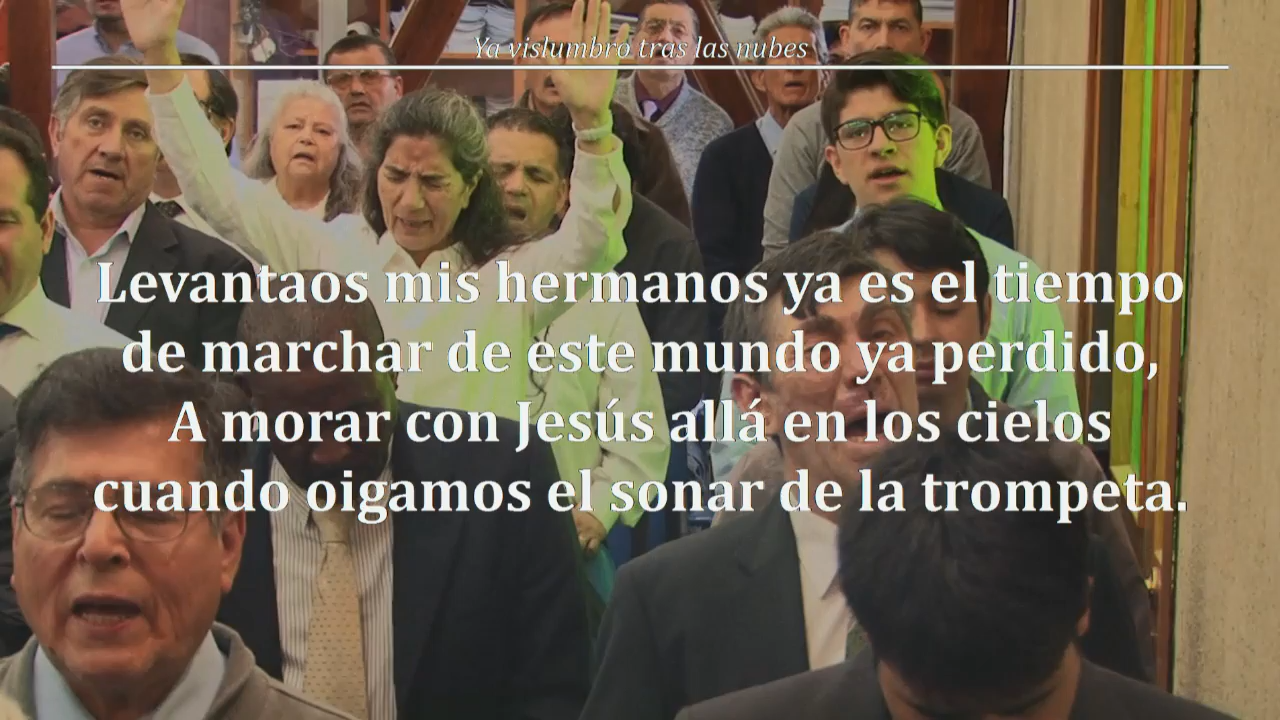 Ya vislumbro tras las nubes
Levantaos mis hermanos ya es el tiempo
de marchar de este mundo ya perdido,
A morar con Jesús allá en los cielos
cuando oigamos el sonar de la trompeta.